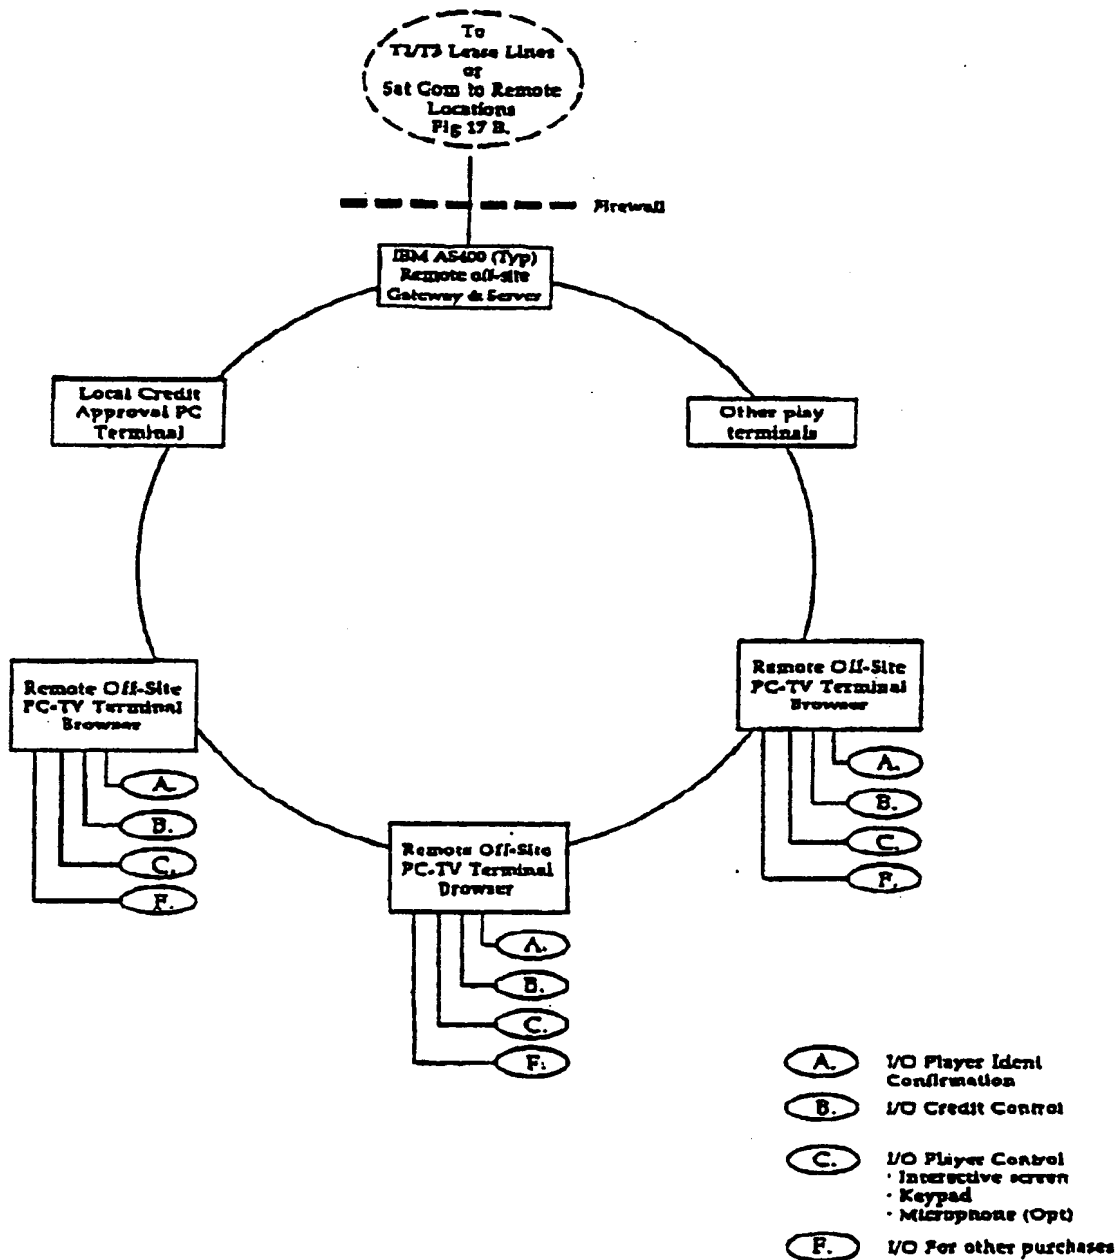 To
T1/T3 Lease Lines
or
Sat Com to Remote
Locations
Fig 17 B.
Firewall
IBM AS400 (Typ)
Remote off-site
Gateway & Server
Local Credit
Approval PC
Terminal
Other play
terminals
Remote Off-Site
PC-TV Terminal
Browser
A.
B.
C.
F.
Remote Off-Site
PC-TV Terminal
Browser
A.
B.
C.
F.
Remote Off-Site
PC-TV Terminal
Browser
A.
B.
C.
F.
A. I/O Player Ident
Confirmation
B. I/O Credit Control
C. I/O Player Control
· Interactive screen
· Keypad
· Microphone (Opt)
F. I/O For other purchases